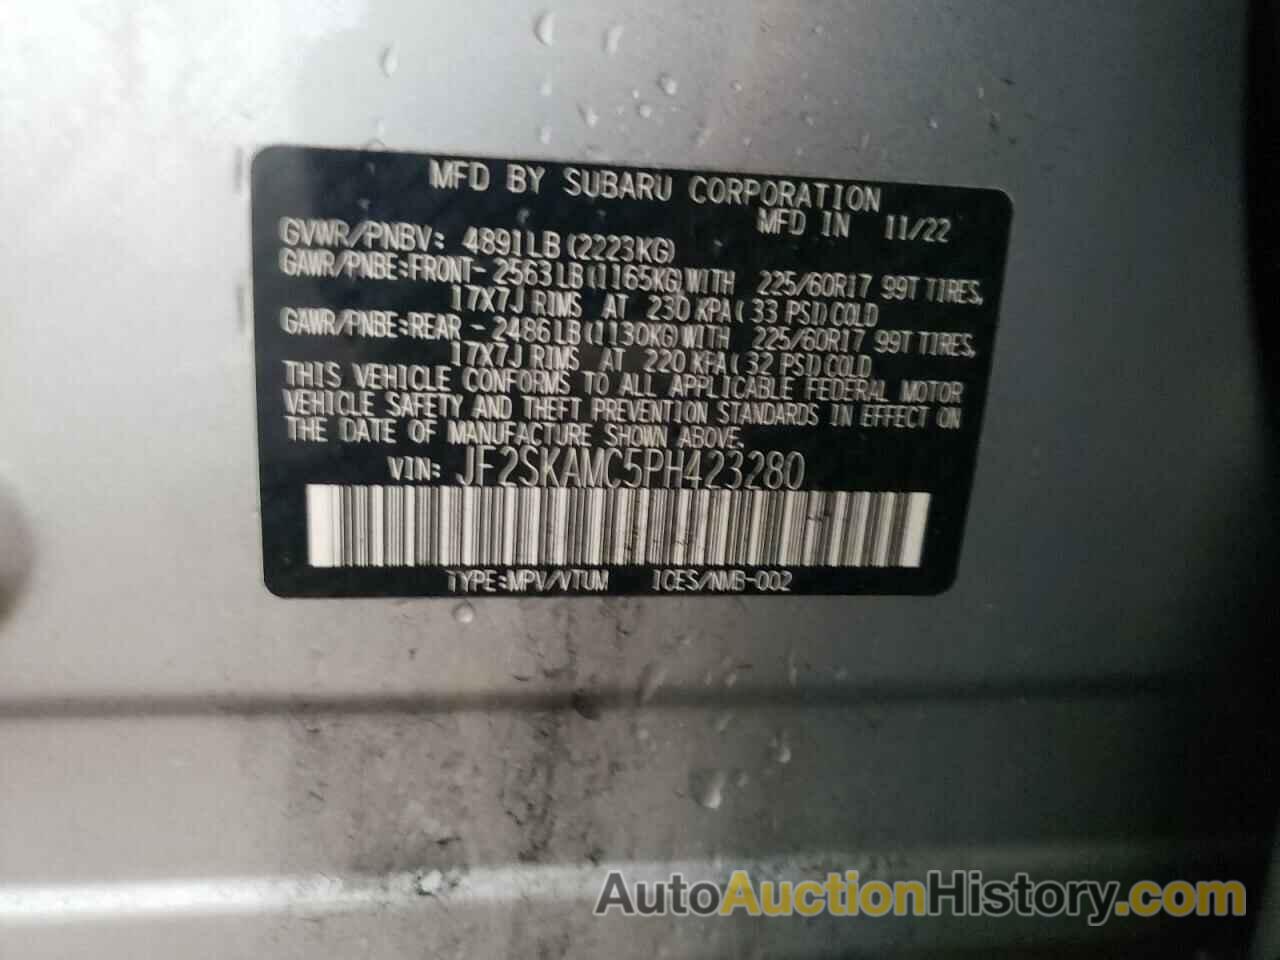 MFD BY SUBARU CORPORATION
MFD IN 11/22
GVWR/PNBV: 4891LB(2223KG)
GAWR/PNBE:FRONT- 2563LB(1165KG)WITH 225/60R17 99T TIRES,
17X7J RIMS AT 230 KPA( 33 PSI)COLD
GAWR/PNBE:REAR - 2486LB(1130KG)WITH 225/60R17 99T TIRES,
17X7J RIMS AT 220 KPA( 32 PSI)COLD
THIS VEHICLE CONFORMS TO ALL APPLICABLE FEDERAL MOTOR
VEHICLE SAFETY AND THEFT PREVENTION STANDARDS IN EFFECT ON
THE DATE OF MANUFACTURE SHOWN ABOVE.
VIN: JF2SKAMC5PH423280
TYPE:MPV/VTUM ICES/NMB-002
AutoAuctionHistory.com